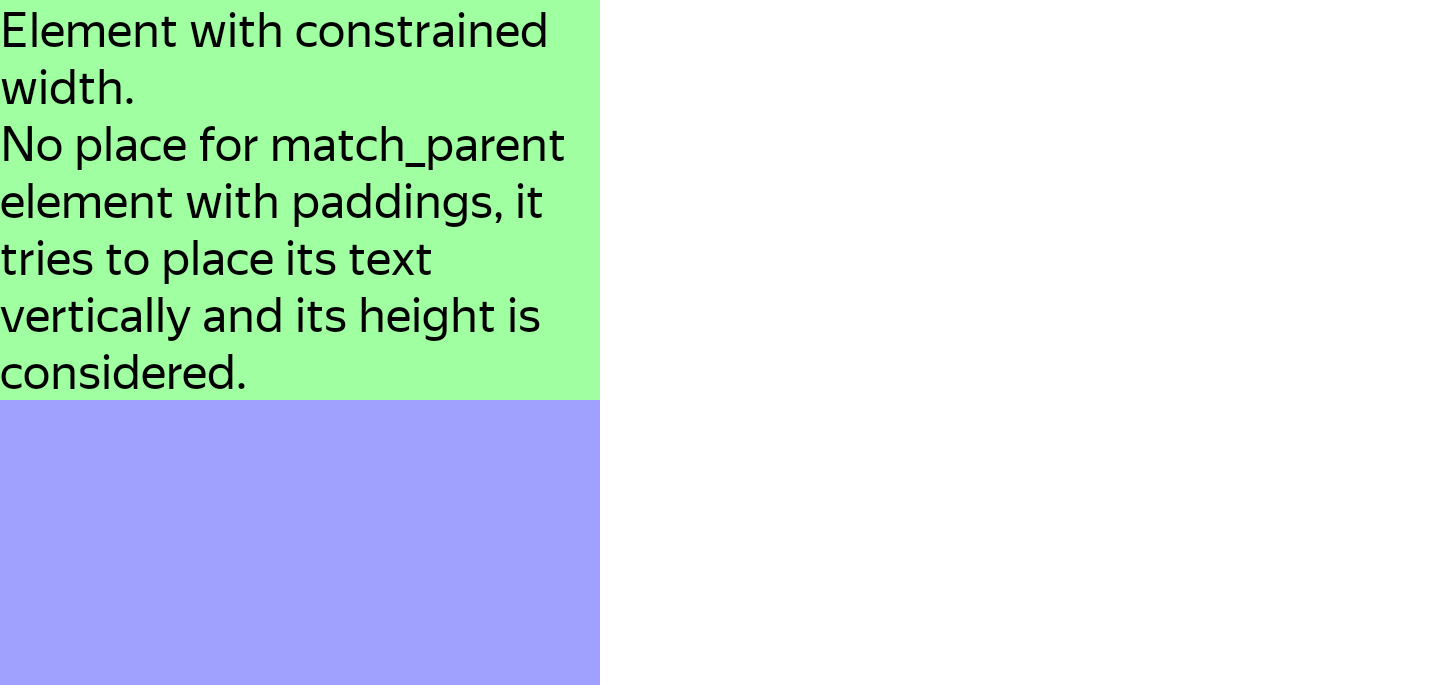 Element with constrained
width.
No place for match_parent
element with paddings, it
tries to place its text
vertically and its height is
considered.